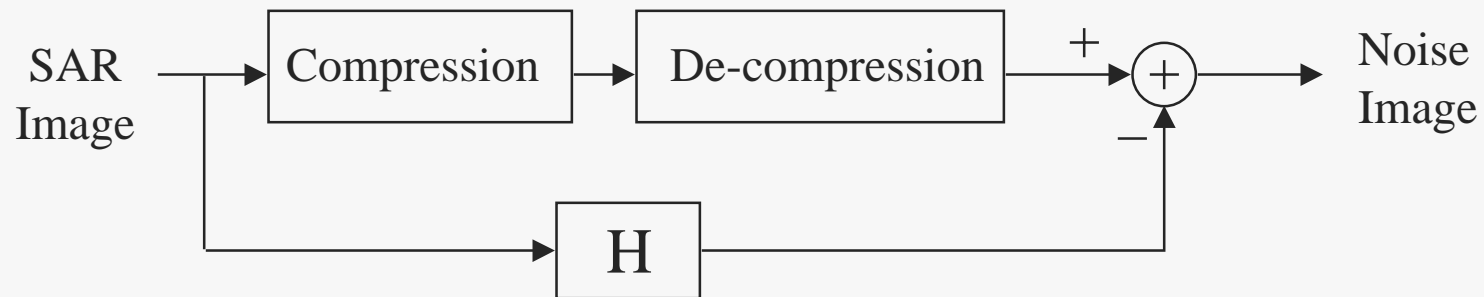 SAR
Image
Compression
De-compression
+
+
−
Noise
Image
H